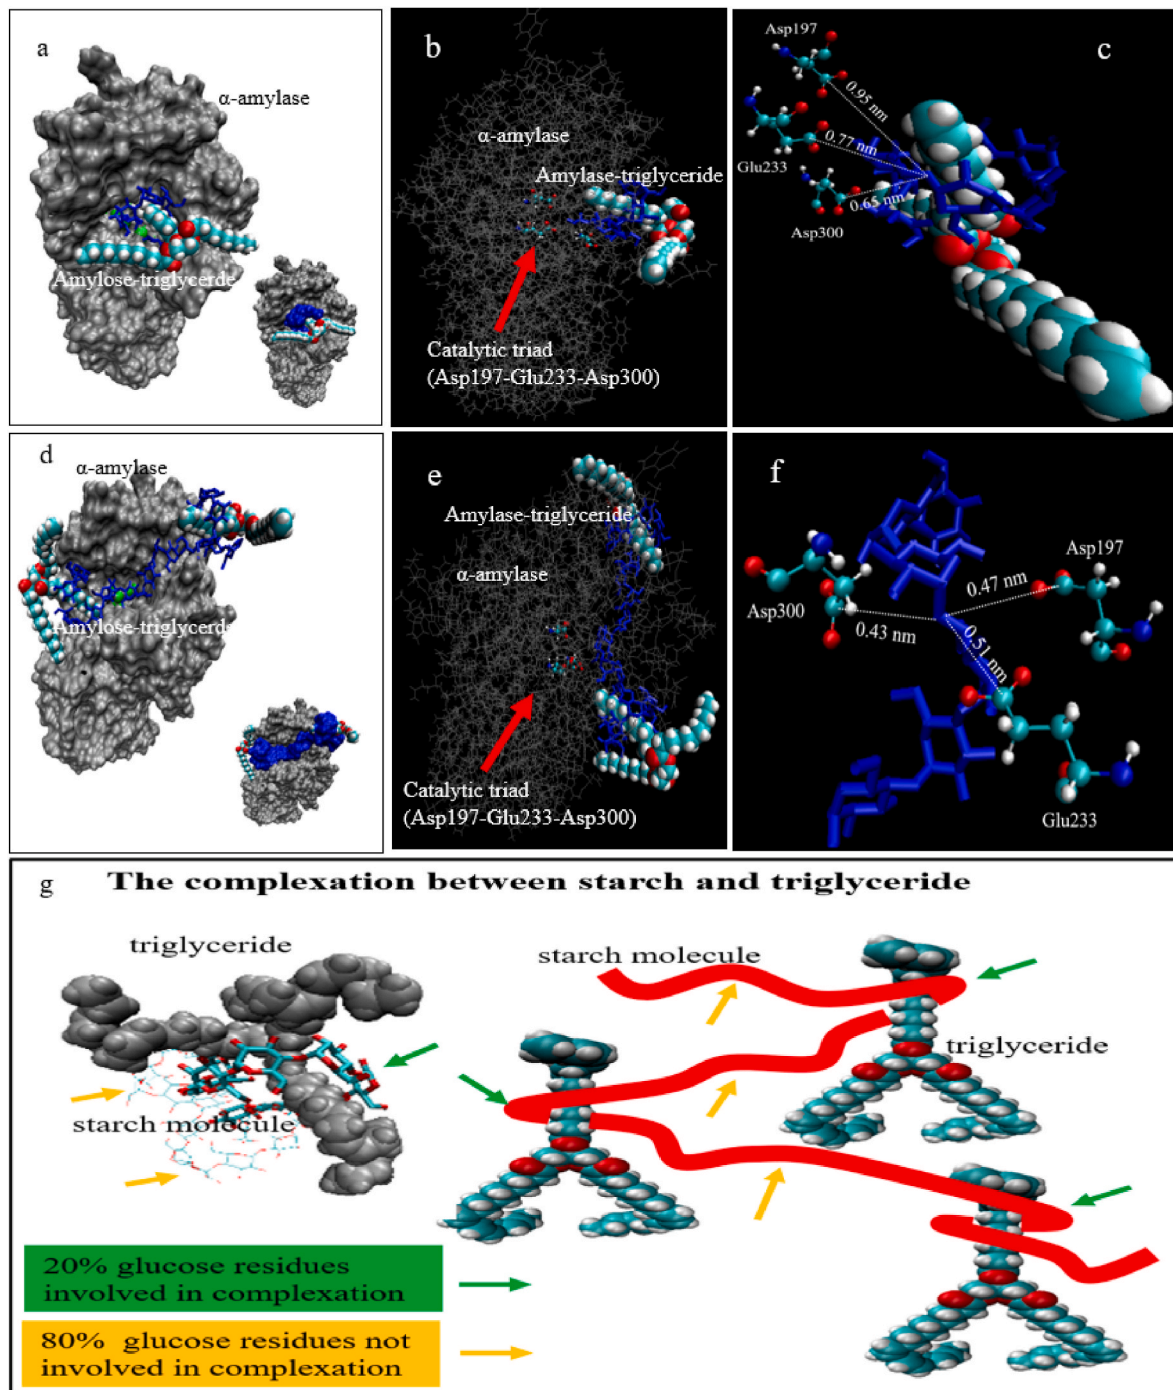 a
α-amylase
Amylose-triglycerde
b
α-amylase
Amylase-triglyceride
Catalytic triad
(Asp197-Glu233-Asp300)
c
Asp197
0.95 nm
0.77 nm
Glu233
0.65 nm
Asp300
d
α-amylase
Amylose-triglycerds
e
Amylase-triglyceride
α-amylase
Catalytic triad
(Asp197-Glu233-Asp300)
f
Asp197
0.47 nm
Asp300
0.43 nm
0.51 nm
Glu233
g
The complexation between starch and triglyceride
triglyceride
starch molecule
starch molecule
triglyceride
20% glucose residues
involved in complexation
80% glucose residues not
involved in complexation